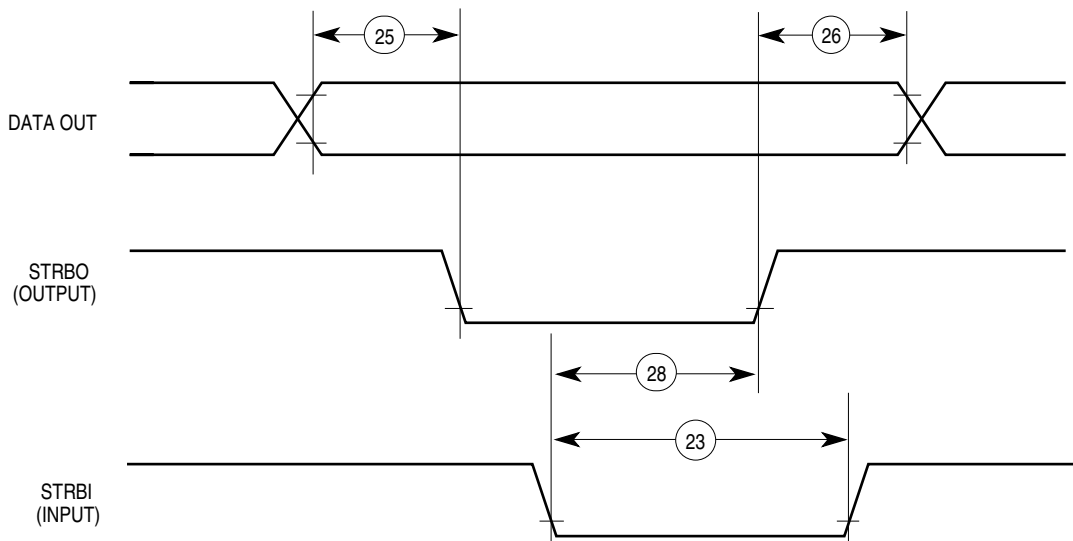 25
26
DATA OUT
STRBO
(OUTPUT)
28
23
STRBI
(INPUT)